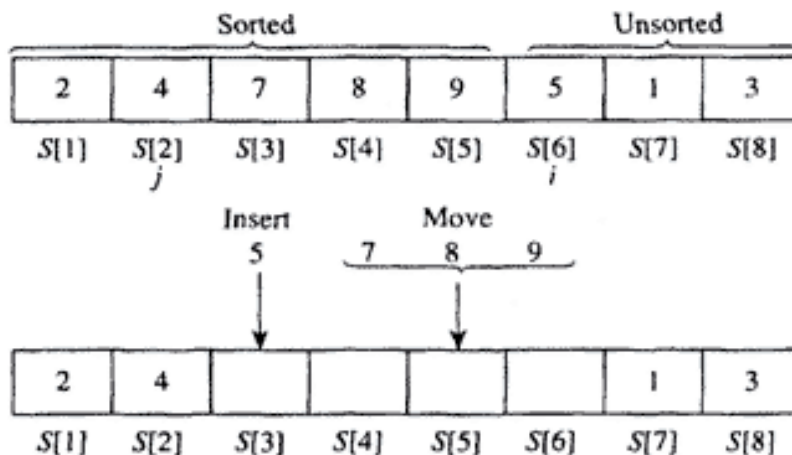 Sorted Unsorted
2 4 7 8 9 5 1 3
S[1] S[2] S[3] S[4] S[5] S[6] S[7] S[8]
j i
Insert Move
5 7 8 9
2 4 1 3
S[1] S[2] S[3] S[4] S[5] S[6] S[7] S[8]